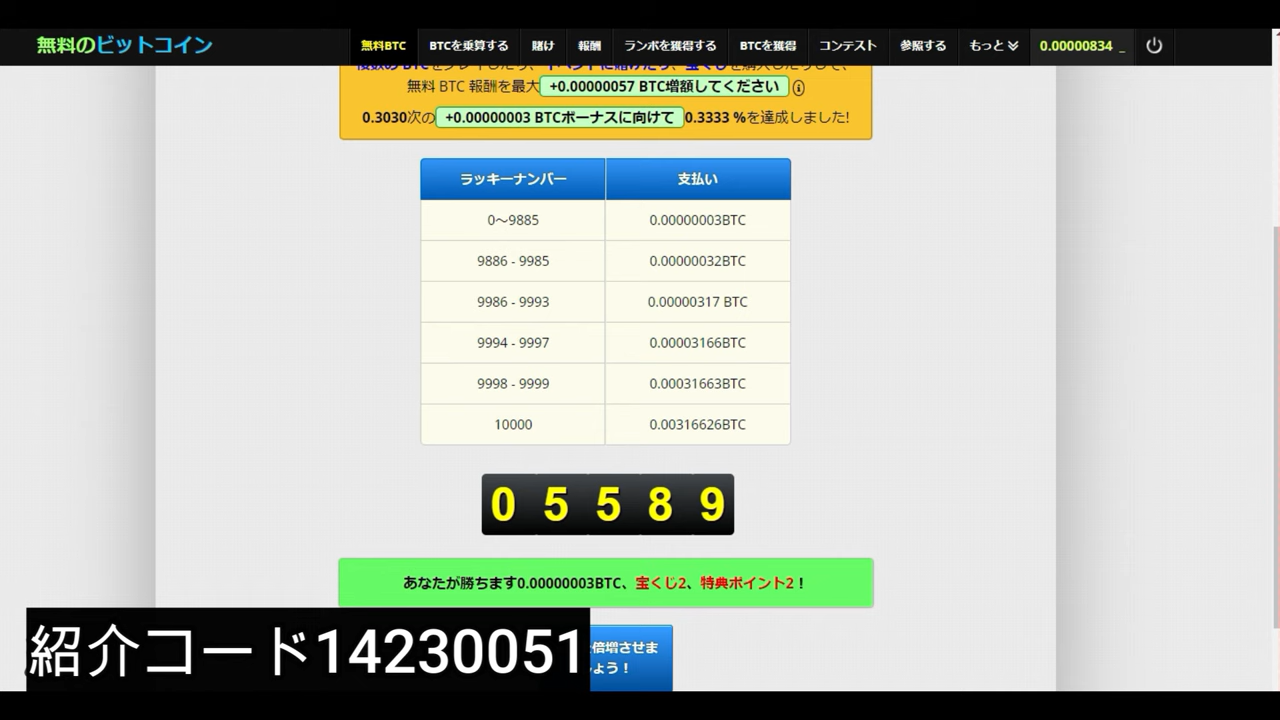 無料のビットコイン 無料BTC BTCを乗算する 賭け 報酬 ランボを獲得する BTCを獲得 コンテスト 参照する もっと 0.00000834
無料 BTC 報酬を最大 +0.00000057 BTC増額してください
0.3030次の +0.00000003 BTCボーナスに向けて 0.3333 %を達成しました!
ラッキーナンバー 支払い
0〜9885 0.00000003BTC
9886 - 9985 0.00000032BTC
9986 - 9993 0.00000317 BTC
9994 - 9997 0.00003166BTC
9998 - 9999 0.00031663BTC
10000 0.00316626BTC
05589
あなたが勝ちます0.00000003BTC、宝くじ2、特典ポイント2！
倍増させま
ょう！
紹介コード14230051